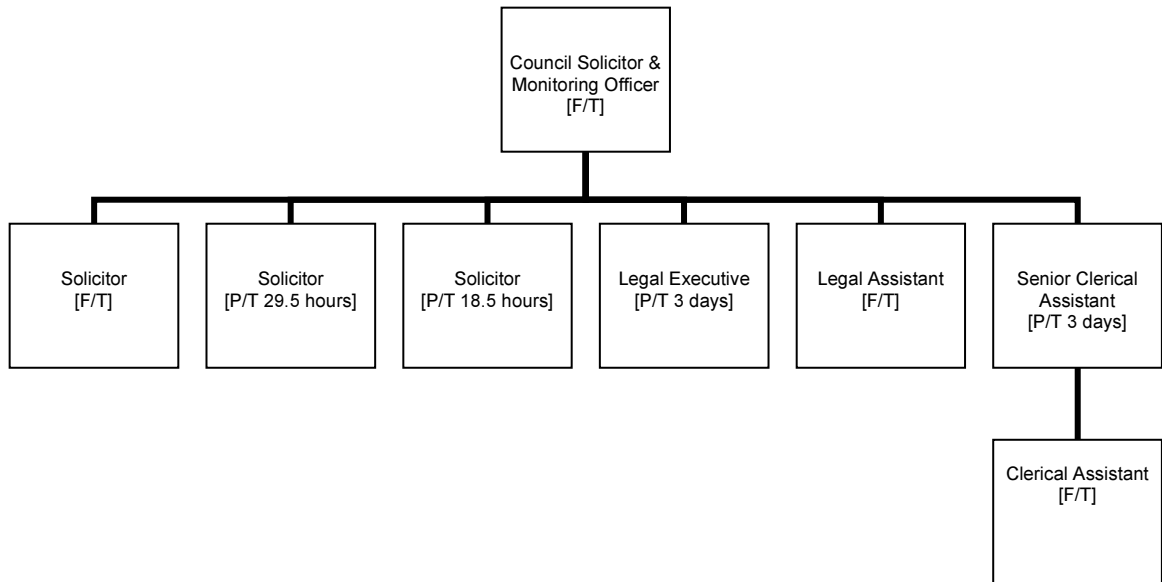 Council Solicitor &
Monitoring Officer
[F/T]
Solicitor
[F/T]
Solicitor
[P/T 29.5 hours]
Solicitor
[P/T 18.5 hours]
Legal Executive
[P/T 3 days]
Legal Assistant
[F/T]
Senior Clerical
Assistant
[P/T 3 days]
Clerical Assistant
[F/T]